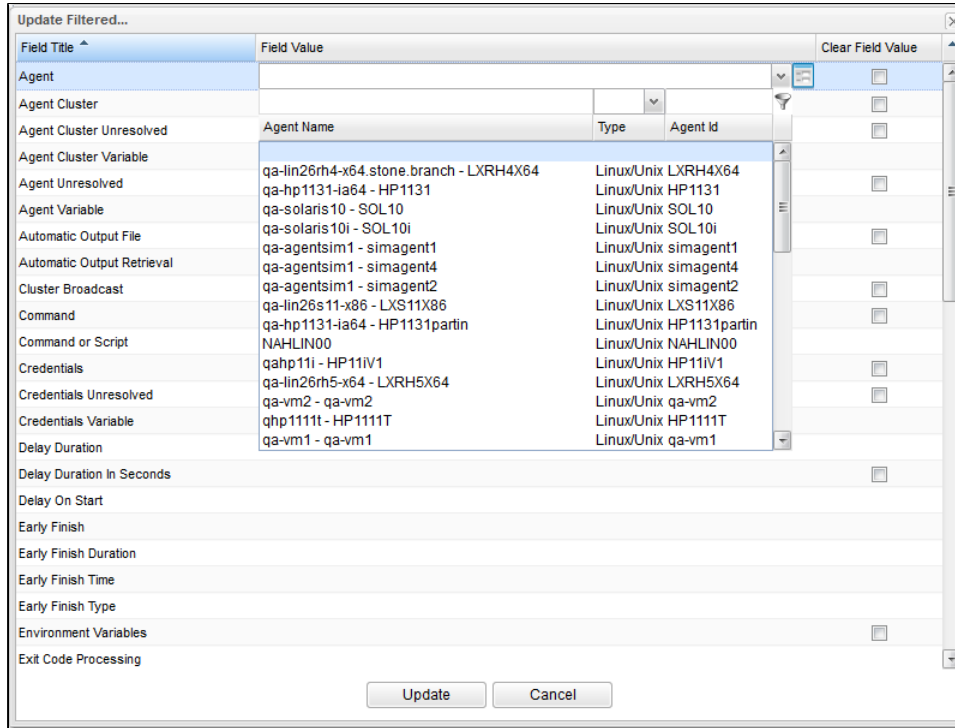 Update Filtered...
Field Title Field Value Clear Field Value
Agent
Agent Cluster
Agent Cluster Unresolved Agent Name Type Agent Id
Agent Cluster Variable
qa-lin26rh4-x64.stone.branch - LXRH4X64 Linux/Unix LXRH4X64
Agent Unresolved qa-hp1131-ia64 - HP1131 Linux/Unix HP1131
Agent Variable qa-solaris10 - SOL10 Linux/Unix SOL10
qa-solaris10i - SOL10i Linux/Unix SOL10i
Automatic Output File qa-agentsim1 - simagent1 Linux/Unix simagent1
Automatic Output Retrieval qa-agentsim1 - simagent4 Linux/Unix simagent4
Cluster Broadcast qa-agentsim1 - simagent2 Linux/Unix simagent2
qa-lin26s11-x86 - LXS11X86 Linux/Unix LXS11X86
Command qa-hp1131-ia64 - HP1131partin Linux/Unix HP1131partin
Command or Script NAHLIN00 Linux/Unix NAHLIN00
Credentials qahp11i - HP11iV1 Linux/Unix HP11iV1
qa-lin26rh5-x64 - LXRH5X64 Linux/Unix LXRH5X64
Credentials Unresolved qa-vm2 - qa-vm2 Linux/Unix qa-vm2
Credentials Variable qhp1111t - HP1111T Linux/Unix HP1111T
Delay Duration qa-vm1 - qa-vm1 Linux/Unix qa-vm1
Delay Duration In Seconds
Delay On Start
Early Finish
Early Finish Duration
Early Finish Time
Early Finish Type
Environment Variables
Exit Code Processing
Update Cancel